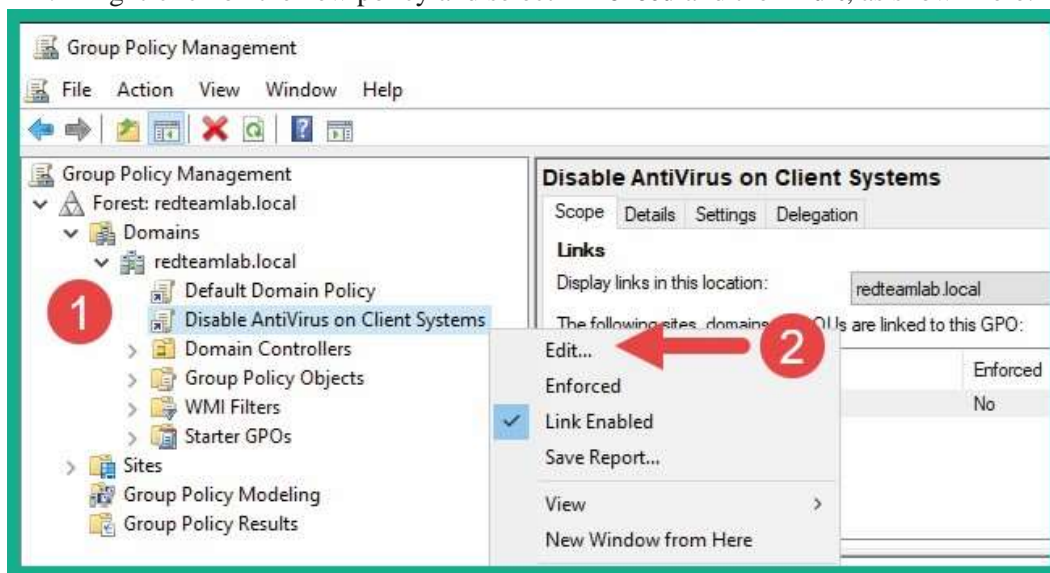 Group Policy Management
File Action View Window Help
Group Policy Management
Forest: redteamlab.local
Domains
redteamlab.local
Default Domain Policy
1
Disable AntiVirus on Client Systems
Domain Controllers
Group Policy Objects
WMI Filters
Starter GPOs
Sites
Group Policy Modeling
Group Policy Results
Disable AntiVirus on Client Systems
Scope Details Settings Delegation
Links
Display links in this location: redteamlab.local
The following sites, domains OUs are linked to this GPO:
Enforced
No
Edit...
2
Enforced
Link Enabled
Save Report...
View
New Window from Here